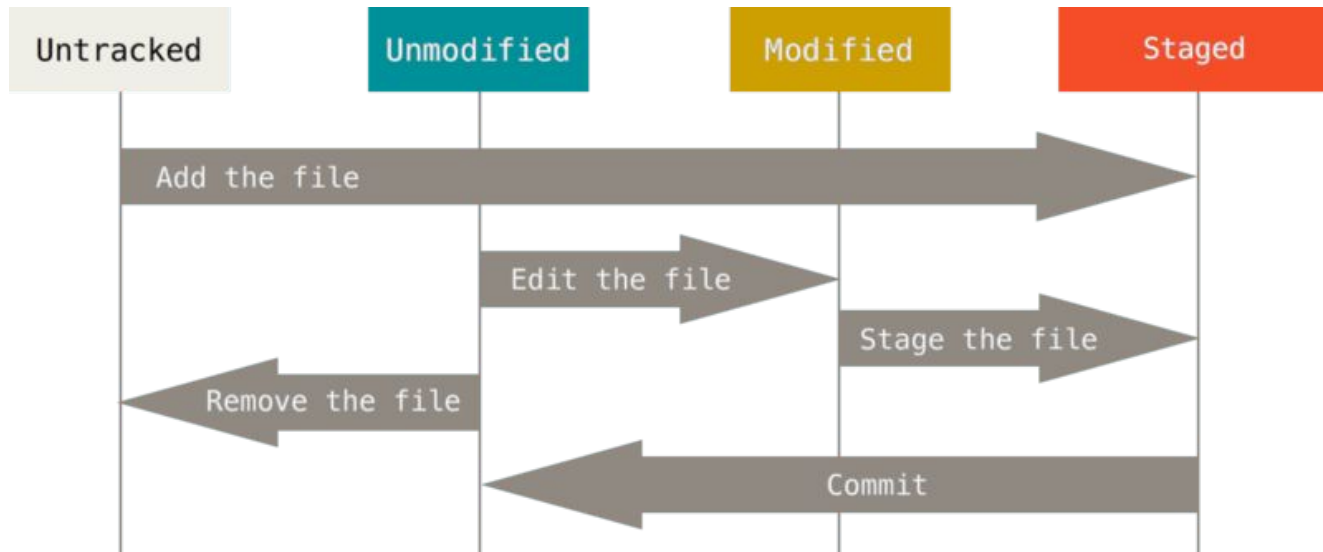 Untracked
Unmodified
Modified
Staged
Add the file
Edit the file
Stage the file
Remove the file
Commit